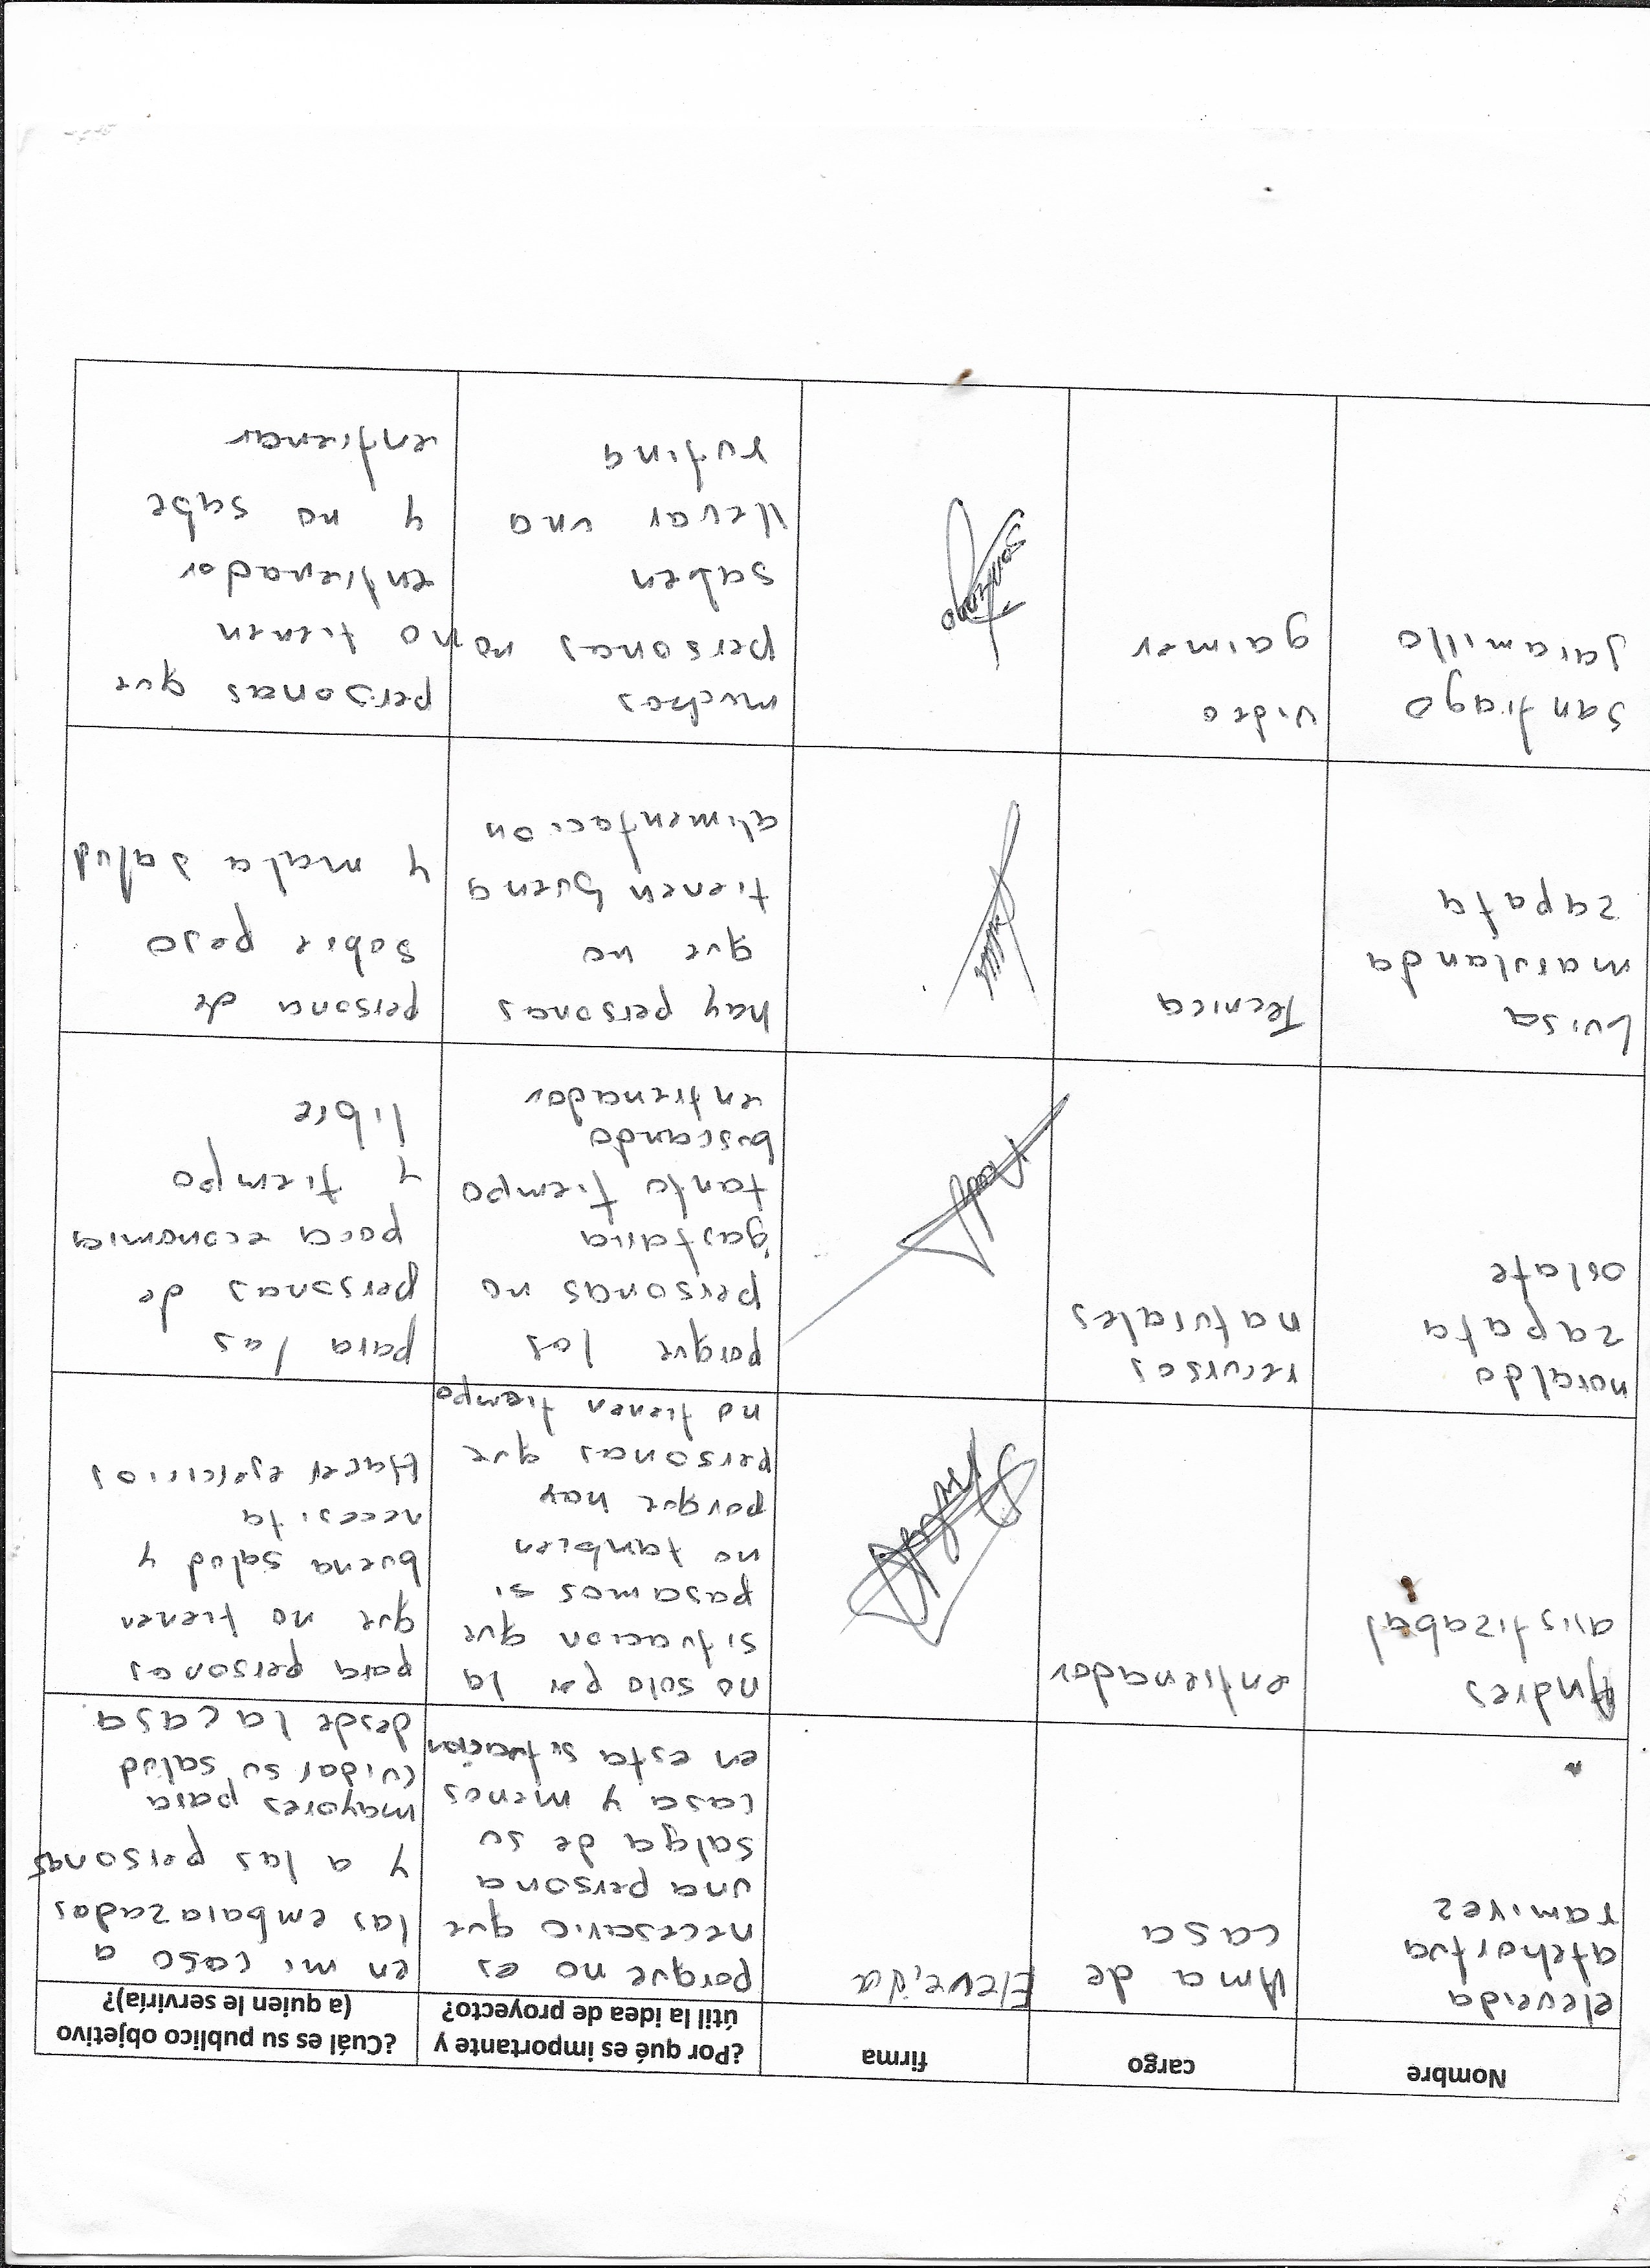 Nombre
cargo
firma
¿Por qué es importante y
útil la idea de proyecto?
¿Cuál es su publico objetivo
(a quien le serviría)?
eleveida
atehortua
ramirez
Ama de
casa
Eleveida
porque no es
necesario que
una persona
salga de su
casa y menos
en esta situacion
en mi caso a
las embarazadas
y a las personas
mayores para
cuidar su salud
desde la casa.
Andres
aristizabal
entrenador
no solo por la
situacion que
pasamos si
no tambien
porque hay
personas que
no tienen tiempo
para personas
que no tienen
buena salud y
necesita
Hacer ejercicios
noraldo
zapata
oslate
recursos
naturales
porque las
personas no
gastaria
tanto tiempo
buscando
entrenador
para las
personas de
poca economia
y tiempo
libre
Luisa
marulanda
zapata
Tecnica
hay personas
que no
tienen buena
alimentacion
persona de
sobre peso
y mala salud
santiago
jaramillo
video
gaimer
santiago
muchas
personas no
saben
llevar una
rutina
personas que
no tienen
entrenador
y no sabe
entrenar